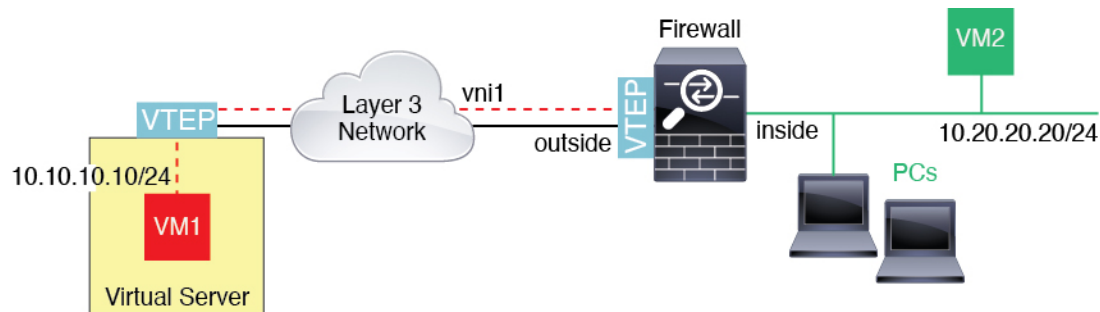 Firewall
VM2
VTEP
Layer 3
Network
vni1
outside
VTEP
inside
10.20.20.20/24
10.10.10.10/24
VM1
PCs
Virtual Server